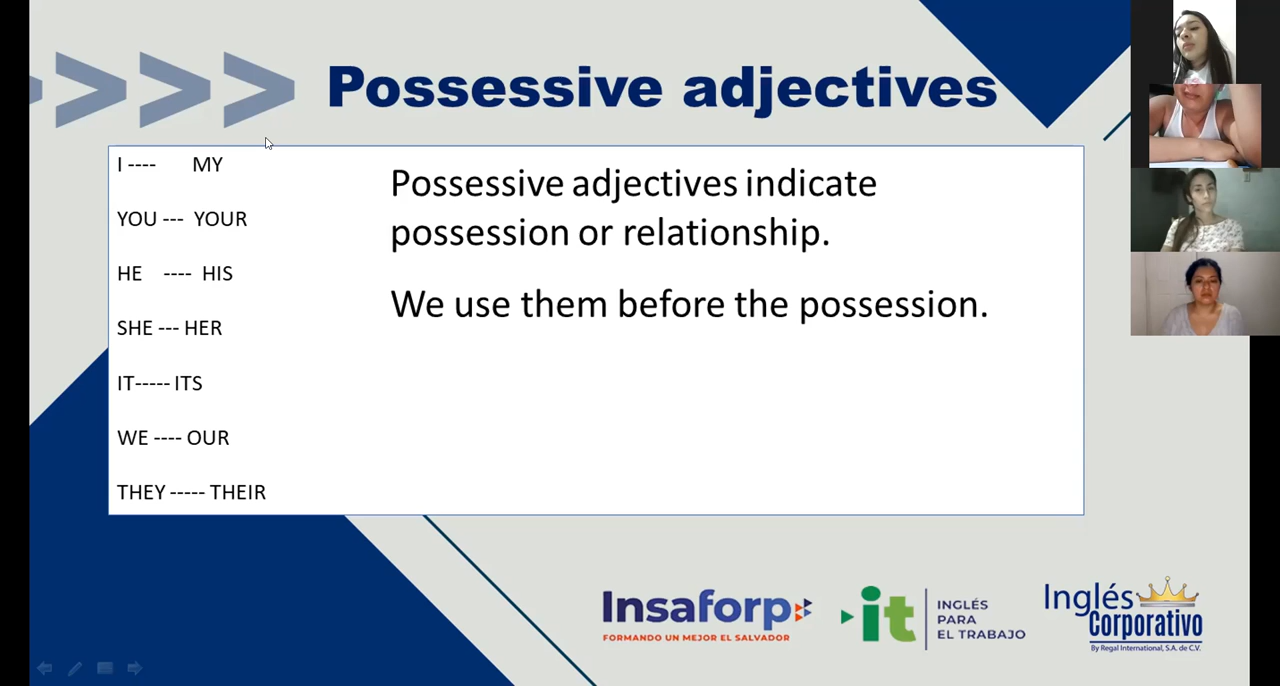 Possessive adjectives
I ---- MY
YOU --- YOUR
HE ---- HIS
SHE --- HER
IT----- ITS
WE ---- OUR
THEY ----- THEIR
Possessive adjectives indicate
possession or relationship.
We use them before the possession.
Insaforp
FORMANDO UN MEJOR EL SALVADOR
it
INGLÉS
PARA
EL TRABAJO
Inglés
Corporativo
By Regal International, S.A. de C.V.